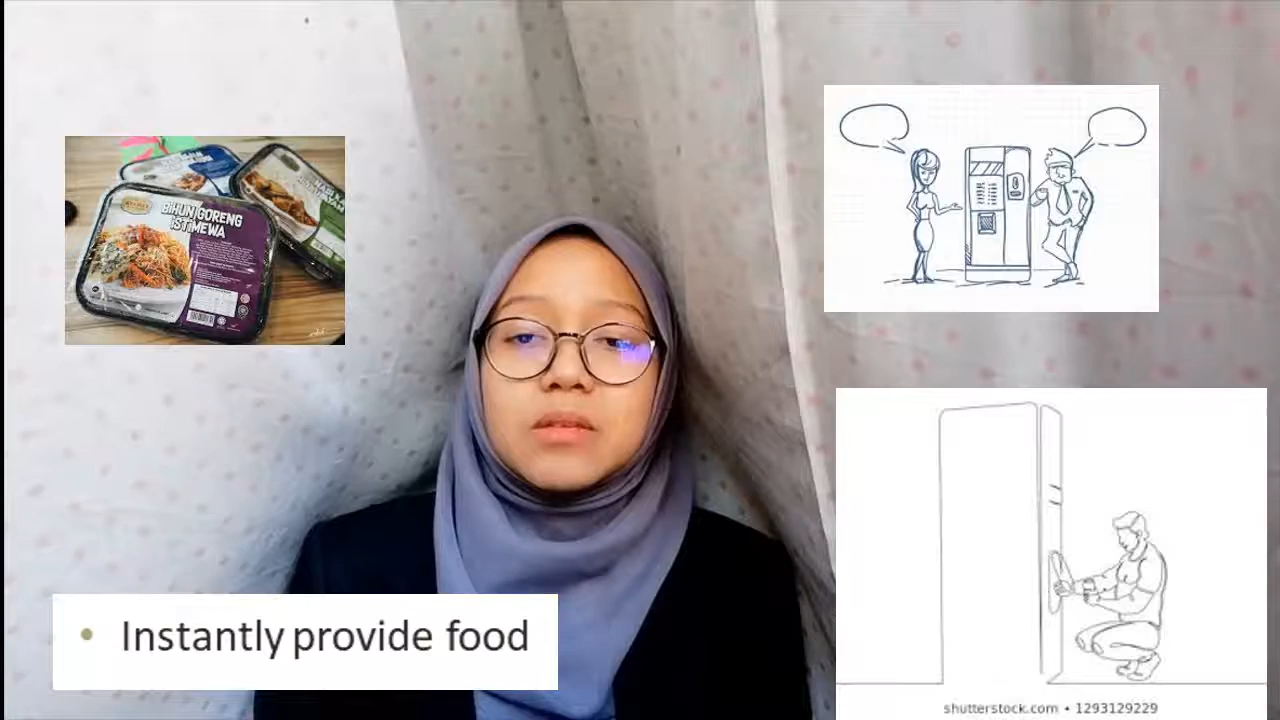 BIHUN GORENG
ISTIMEWA
• Instantly provide food
shutterstock.com • 1293129229